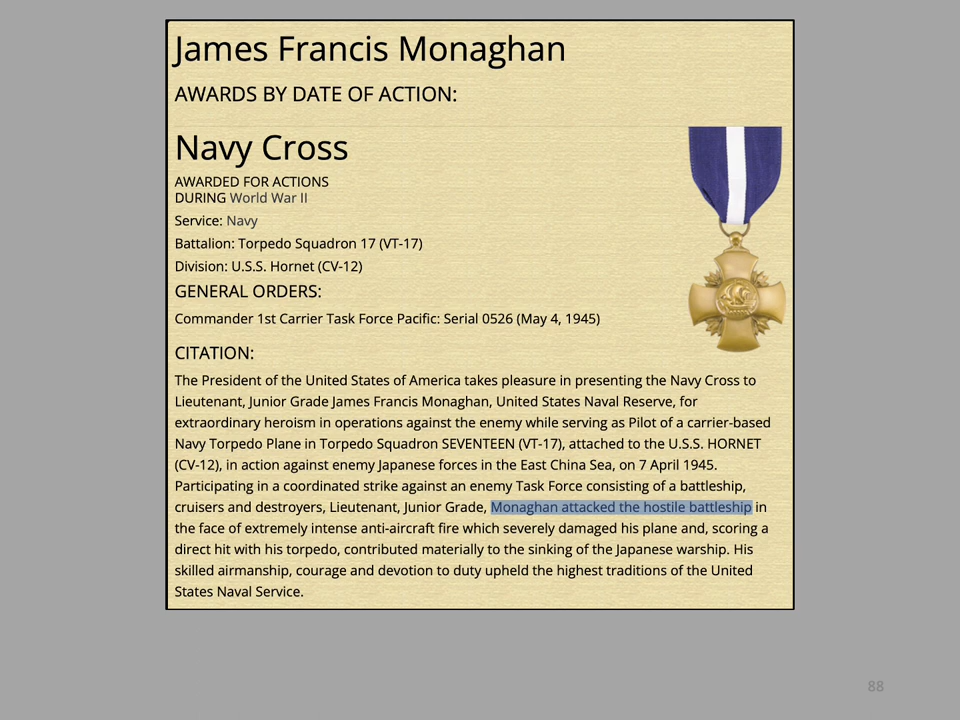 James Francis Monaghan
AWARDS BY DATE OF ACTION:
Navy Cross
AWARDED FOR ACTIONS
DURING World War II
Service: Navy
Battalion: Torpedo Squadron 17 (VT-17)
Division: U.S.S. Hornet (CV-12)
GENERAL ORDERS:
Commander 1st Carrier Task Force Pacific: Serial 0526 (May 4, 1945)
CITATION:
The President of the United States of America takes pleasure in presenting the Navy Cross to
Lieutenant, Junior Grade James Francis Monaghan, United States Naval Reserve, for
extraordinary heroism in operations against the enemy while serving as Pilot of a carrier-based
Navy Torpedo Plane in Torpedo Squadron SEVENTEEN (VT-17), attached to the U.S.S. HORNET
(CV-12), in action against enemy Japanese forces in the East China Sea, on 7 April 1945.
Participating in a coordinated strike against an enemy Task Force consisting of a battleship,
cruisers and destroyers, Lieutenant, Junior Grade, Monaghan attacked the hostile battleship in
the face of extremely intense anti-aircraft fire which severely damaged his plane and, scoring a
direct hit with his torpedo, contributed materially to the sinking of the Japanese warship. His
skilled airmanship, courage and devotion to duty upheld the highest traditions of the United
States Naval Service.
88